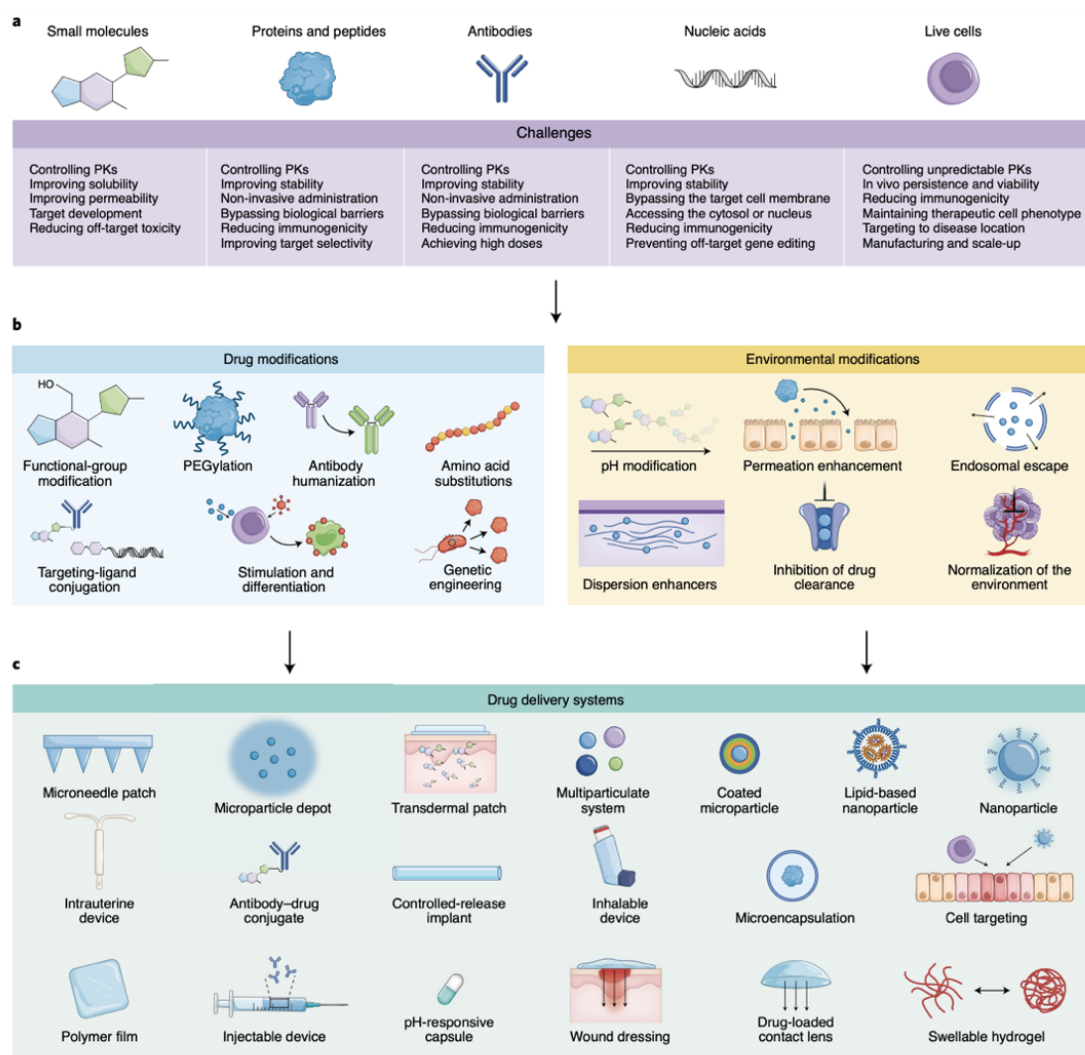 a
Small molecules
Proteins and peptides
Antibodies
Nucleic acids
Live cells
Challenges
Controlling PKs
Improving solubility
Improving permeability
Target development
Reducing off-target toxicity
Controlling PKs
Improving stability
Non-invasive administration
Bypassing biological barriers
Reducing immunogenicity
Improving target selectivity
Controlling PKs
Improving stability
Non-invasive administration
Bypassing biological barriers
Reducing immunogenicity
Achieving high doses
Controlling PKs
Improving stability
Bypassing the target cell membrane
Accessing the cytosol or nucleus
Reducing immunogenicity
Preventing off-target gene editing
Controlling unpredictable PKs
In vivo persistence and viability
Reducing immunogenicity
Maintaining therapeutic cell phenotype
Targeting to disease location
Manufacturing and scale-up
b
Drug modifications
HO
Functional-group
modification
PEGylation
Antibody
humanization
Amino acid
substitutions
Targeting-ligand
conjugation
Stimulation and
differentiation
Genetic
engineering
Environmental modifications
pH modification
Permeation enhancement
Endosomal escape
Dispersion enhancers
Inhibition of drug
clearance
Normalization of the
environment
c
Drug delivery systems
Microneedle patch
Microparticle depot
Transdermal patch
Multiparticulate
system
Coated
microparticle
Lipid-based
nanoparticle
Nanoparticle
Intrauterine
device
Antibody–drug
conjugate
Controlled-release
implant
Inhalable
device
Microencapsulation
Cell targeting
Polymer film
Injectable device
pH-responsive
capsule
Wound dressing
Drug-loaded
contact lens
Swellable hydrogel